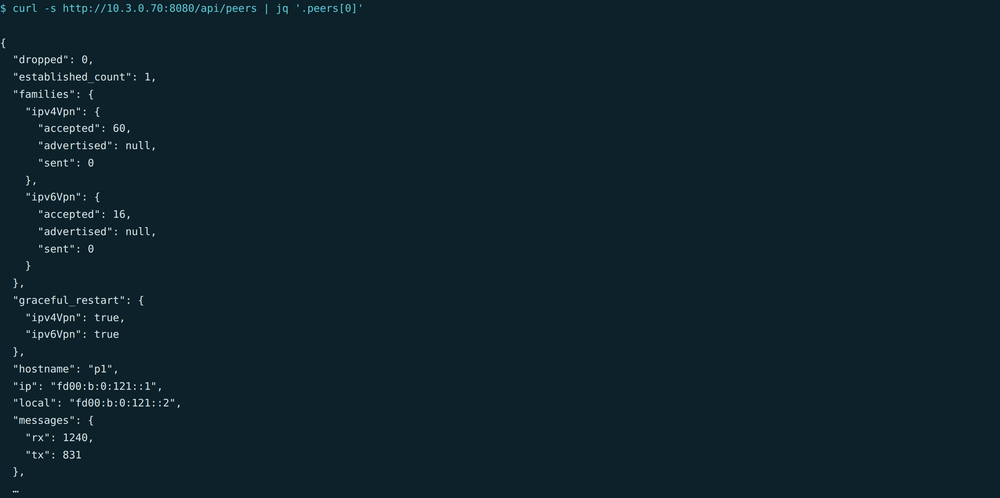 $ curl -s http://10.3.0.70:8080/api/peers | jq '.peers[0]'
{
  "dropped": 0,
  "established_count": 1,
  "families": {
    "ipv4Vpn": {
      "accepted": 60,
      "advertised": null,
      "sent": 0
    },
    "ipv6Vpn": {
      "accepted": 16,
      "advertised": null,
      "sent": 0
    }
  },
  "graceful_restart": {
    "ipv4Vpn": true,
    "ipv6Vpn": true
  },
  "hostname": "p1",
  "ip": "fd00:b:0:121::1",
  "local": "fd00:b:0:121::2",
  "messages": {
    "rx": 1240,
    "tx": 831
  },
  …